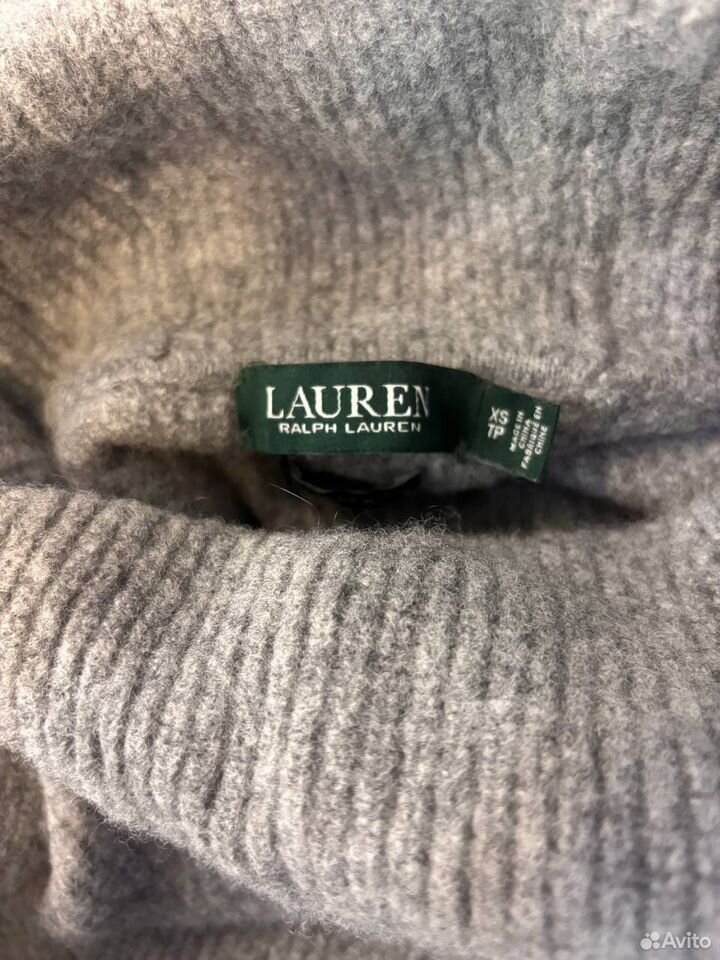 LAUREN
RALPH LAUREN
XS
TP
MADE IN
CHINA
FABRIQUÉ EN
CHINE
Avito